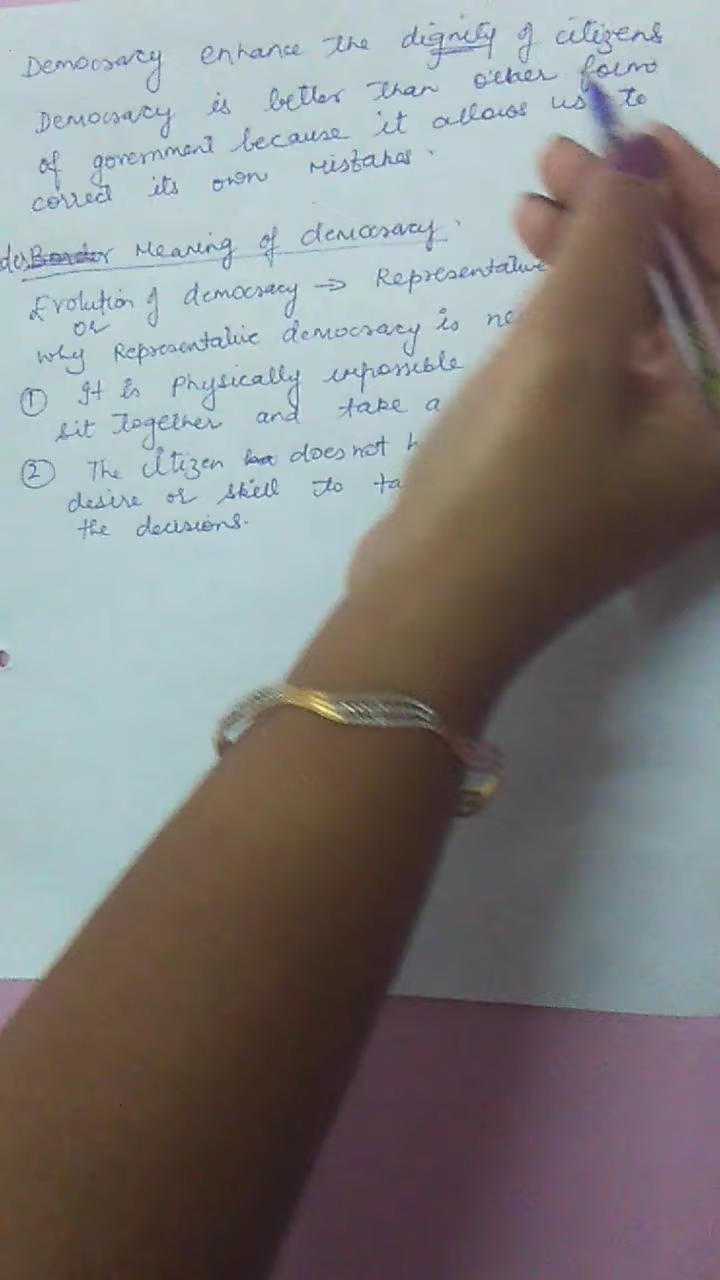 Democracy enhance the dignity of citizens
Democracy is better than other form
of government because it allows us to
correct its own mistakes.
Meaning of democracy.
Evolution of democracy → Representative
or
why Representative democracy is ne
① It is Physically impossible
sit Together and take a
② The citizen does not h
desire or skill to ta
the decisions.